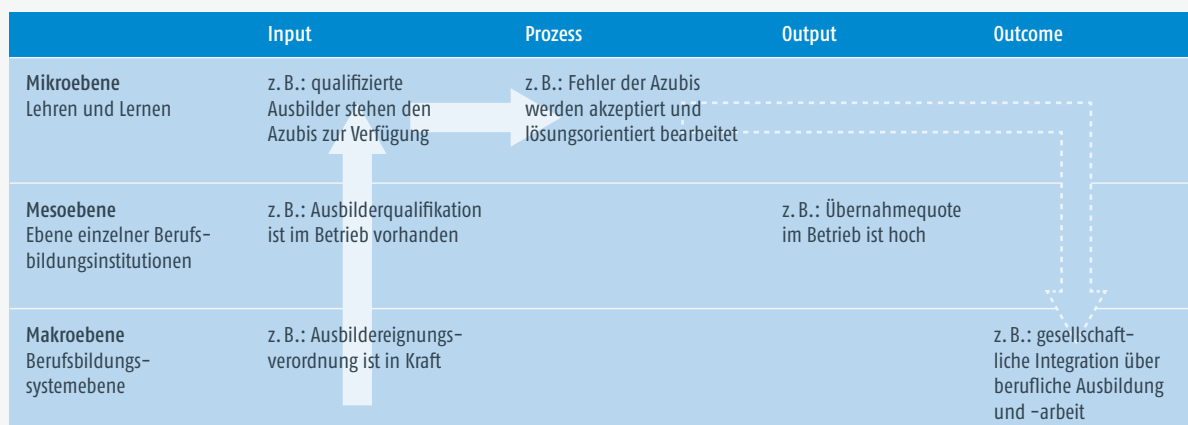 Input Prozess Output Outcome
Mikroebene
Lehren und Lernen
z. B.: qualifizierte
Ausbilder stehen den
Azubis zur Verfügung
z. B.: Fehler der Azubis
werden akzeptiert und
lösungsorientiert bearbeitet
Mesoebene
Ebene einzelner Berufs-
bildungsinstitutionen
z. B.: Ausbilderqualifikation
ist im Betrieb vorhanden
z. B.: Übernahmequote
im Betrieb ist hoch
Makroebene
Berufsbildungs-
systemebene
z. B.: Ausbildereignungs-
verordnung ist in Kraft
z. B.: gesellschaft-
liche Integration über
berufliche Ausbildung
und -arbeit